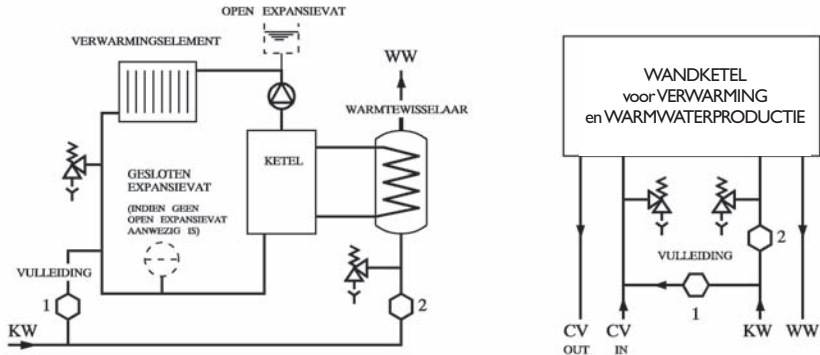 OPEN EXPANSIEVAT
VERWARMINGSELEMENT
WW
WARMTEWISSELAAR
KETEL
GESLOTEN
EXPANSIEVAT
(INDIEN GEEN
OPEN EXPANSIEVAT
AANWEZIG IS)
VULLEIDING
1
2
KW
WANDKETEL
voor VERWARMING
en WARMWATERPRODUCTIE
2
VULLEIDING
1
CV
OUT
CV
IN
KW
WW